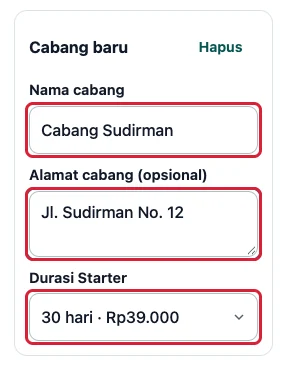 Cabang baru
Hapus
Nama cabang
Cabang Sudirman
Alamat cabang (opsional)
Jl. Sudirman No. 12
Durasi Starter
30 hari · Rp39.000